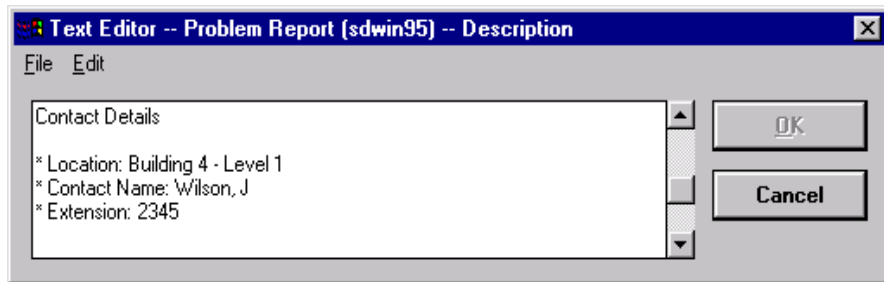 Text Editor -- Problem Report (sdwin95) -- Description
File Edit
Contact Details
* Location: Building 4 - Level 1
* Contact Name: Wilson, J
* Extension: 2345
OK
Cancel